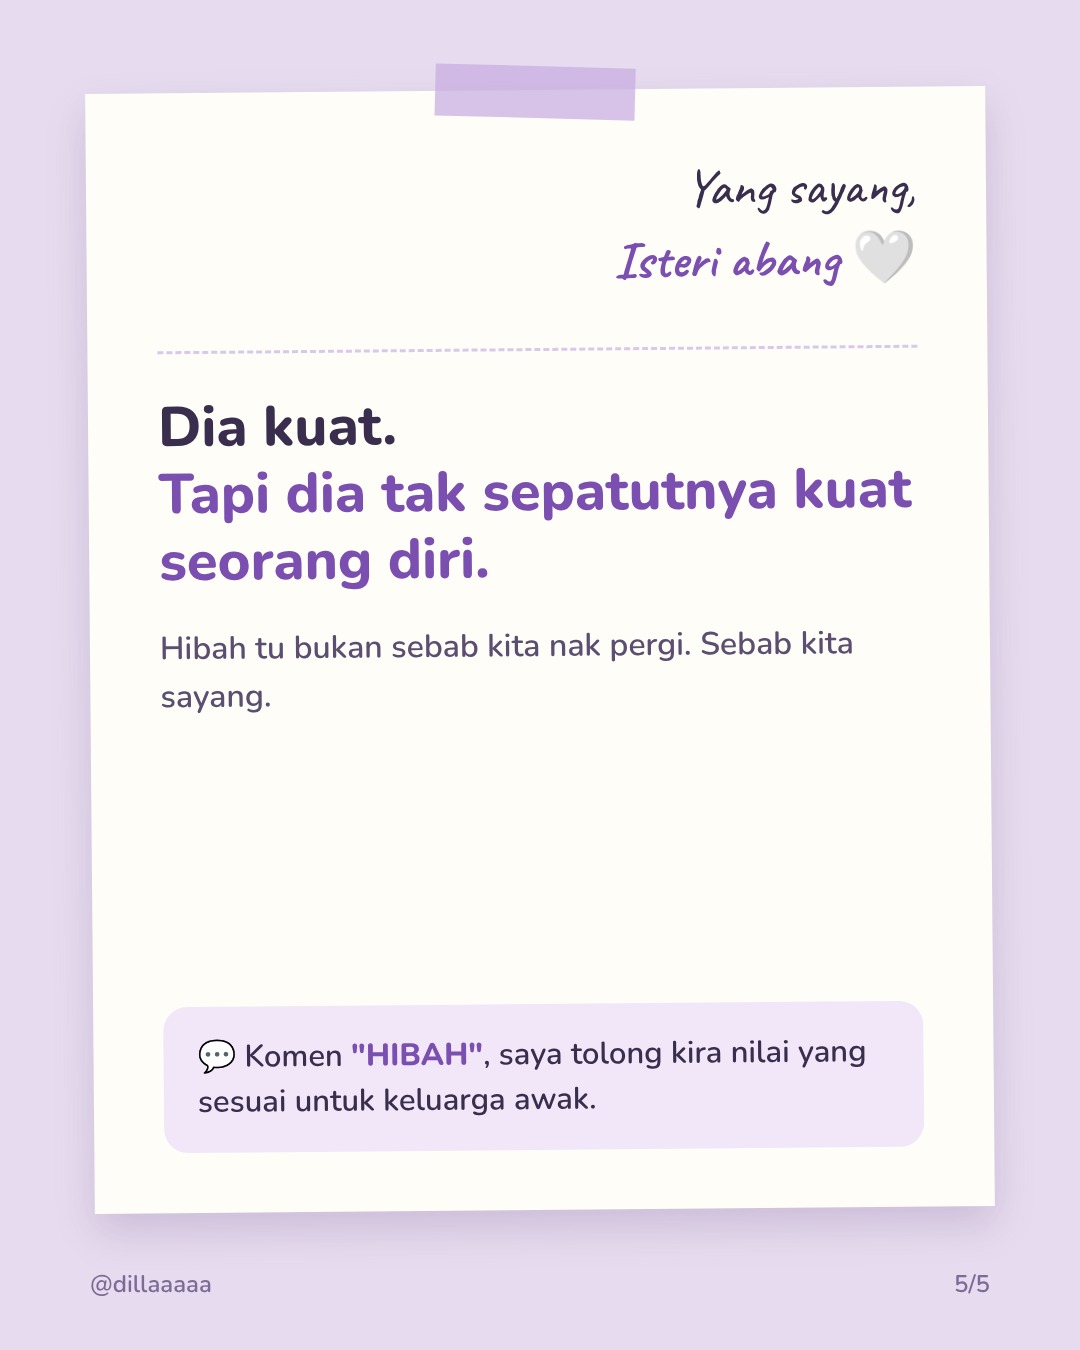 Yang sayang,
Isteri abang 🤍
Dia kuat.
Tapi dia tak sepatutnya kuat
seorang diri.
Hibah tu bukan sebab kita nak pergi. Sebab kita
sayang.
💬 Komen "HIBAH", saya tolong kira nilai yang
sesuai untuk keluarga awak.
@dillaaaaa
5/5